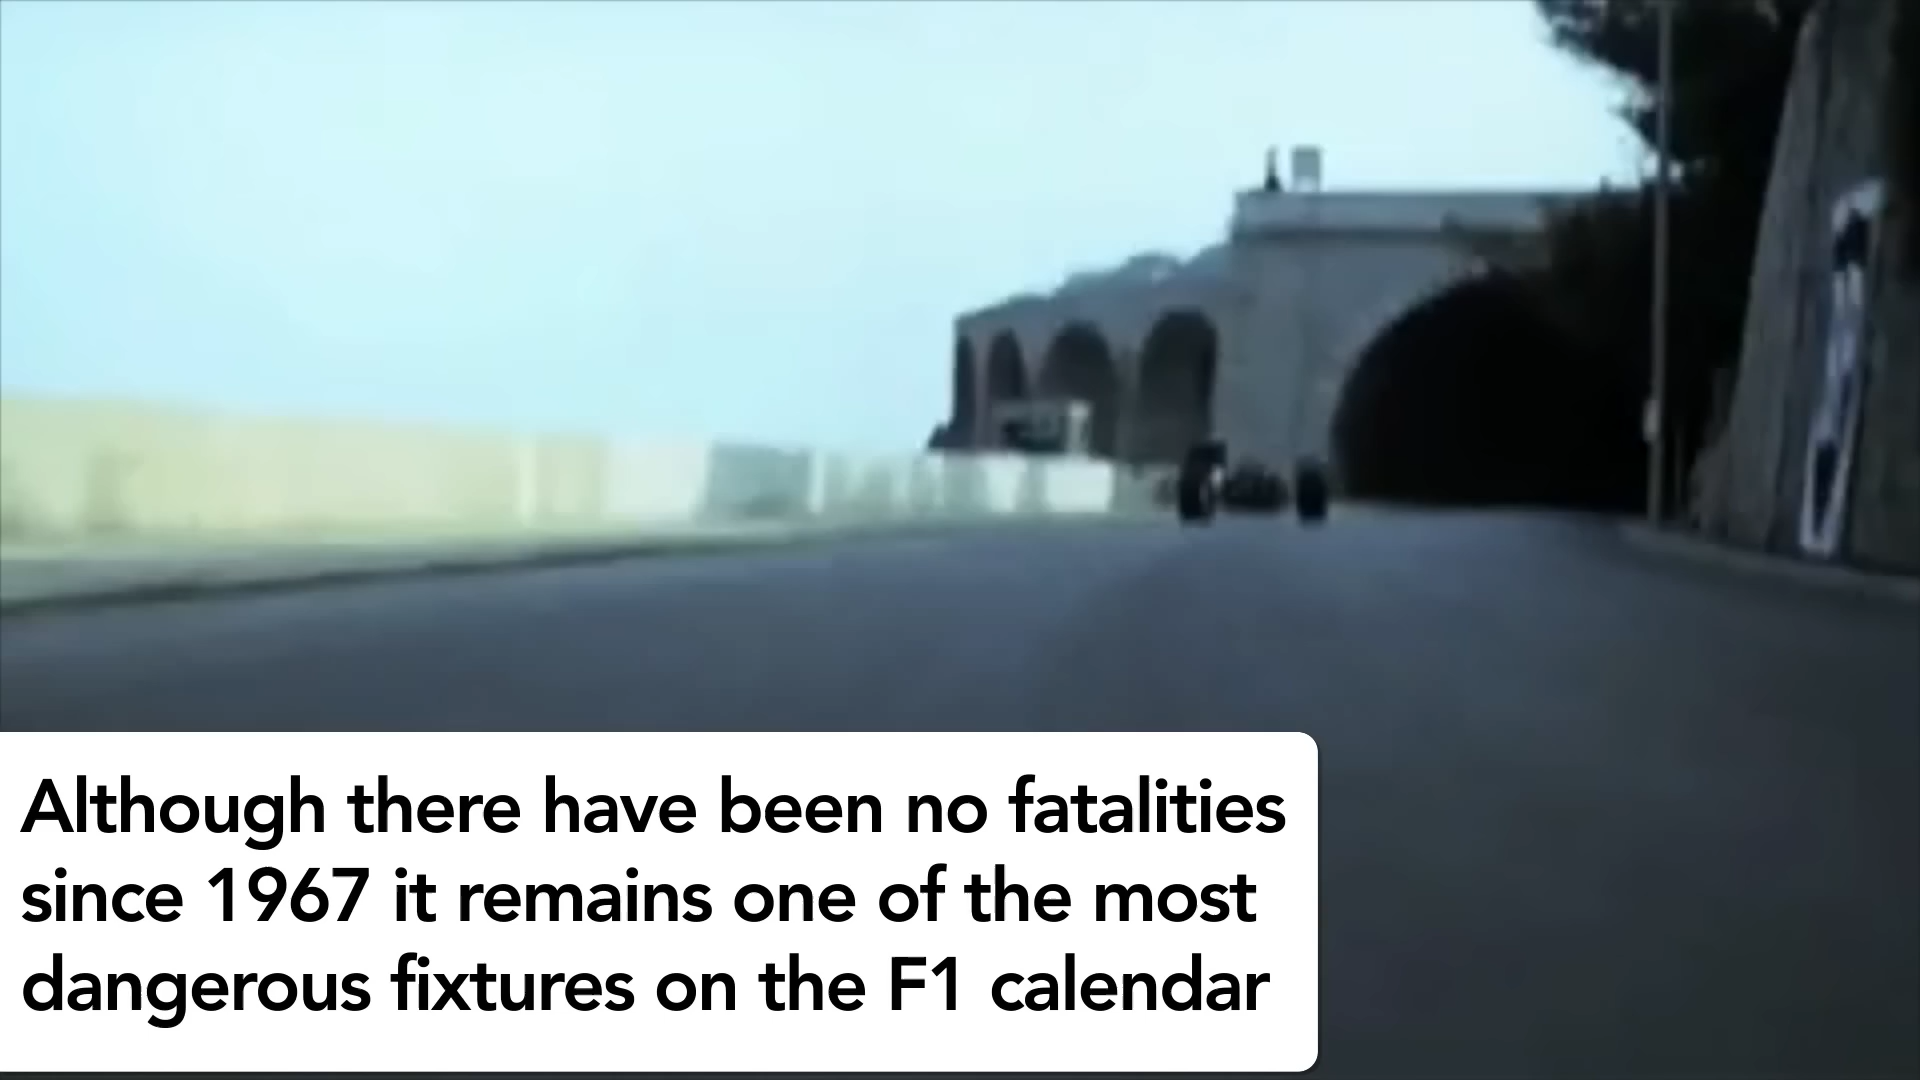 Although there have been no fatalities
since 1967 it remains one of the most
dangerous fixtures on the F1 calendar